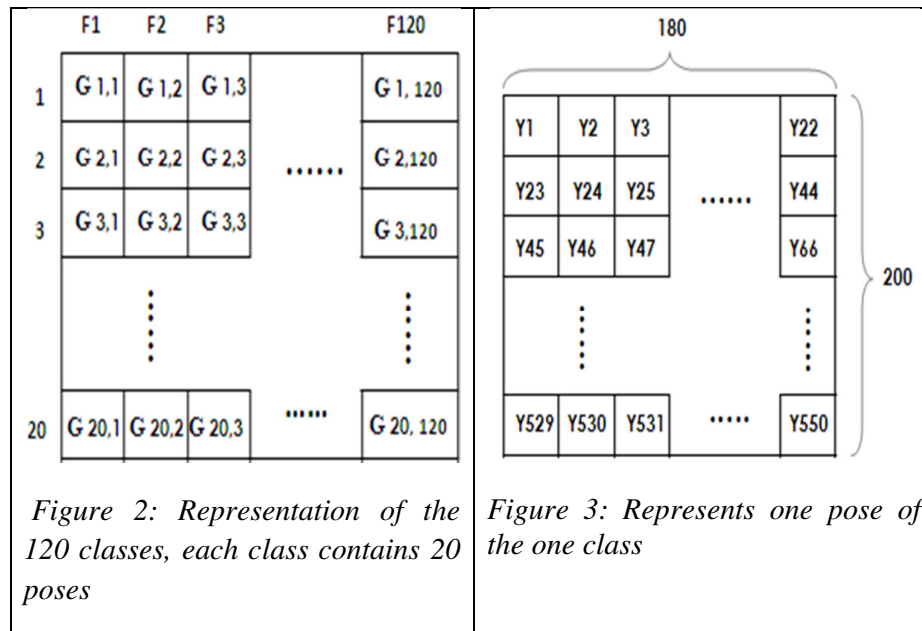 F1 F2 F3 F120
1 G 1,1 G 1,2 G 1,3 G 1, 120
2 G 2,1 G 2,2 G 2,3 ...... G 2,120
3 G 3,1 G 3,2 G 3,3 G 3,120
20 G 20,1 G 20,2 G 20,3 ...... G 20, 120
Figure 2: Representation of the
120 classes, each class contains 20
poses
180
Y1 Y2 Y3 Y22
Y23 Y24 Y25 ...... Y44
Y45 Y46 Y47 Y66
200
Y529 Y530 Y531 ..... Y550
Figure 3: Represents one pose of
the one class